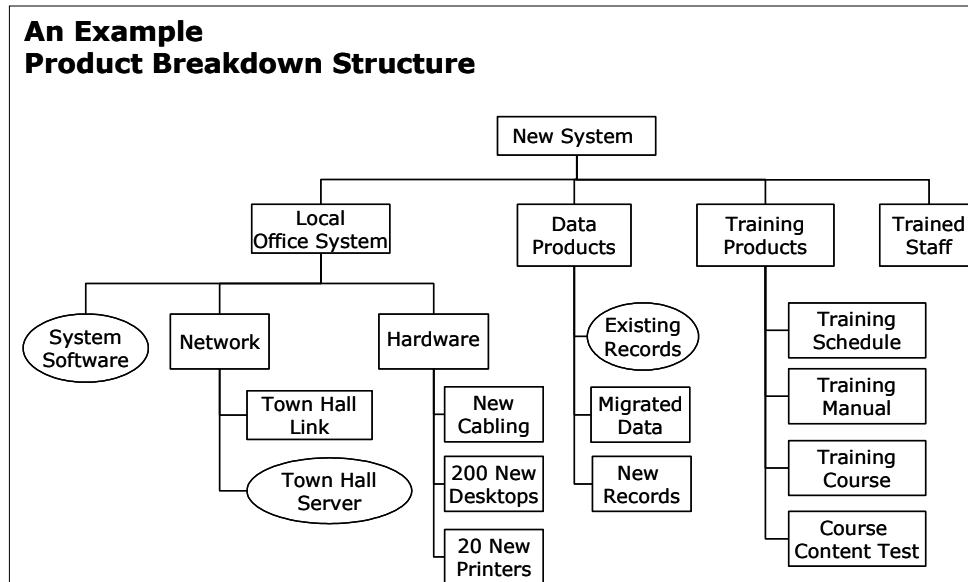 An Example
Product Breakdown Structure
New System
Local
Office System
Data
Products
Training
Products
Trained
Staff
System
Software
Network
Hardware
Existing
Records
Training
Schedule
Town Hall
Link
New
Cabling
Migrated
Data
Training
Manual
Town Hall
Server
200 New
Desktops
New
Records
Training
Course
20 New
Printers
Course
Content Test